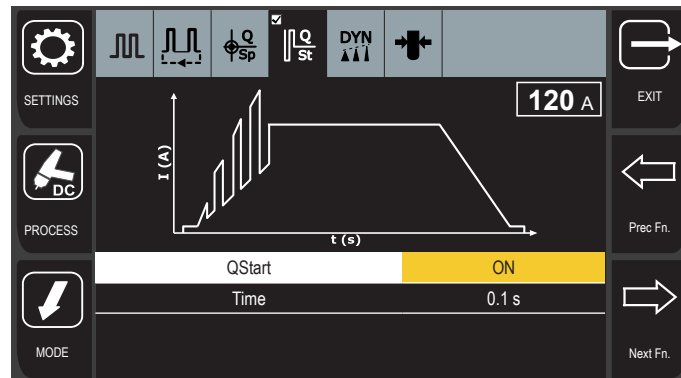 Q
Sp
Q
St
DYN
SETTINGS
EXIT
120 A
I (A)
t (s)
DC
PROCESS
Prec Fn.
QStart ON
Time 0.1 s
MODE
Next Fn.